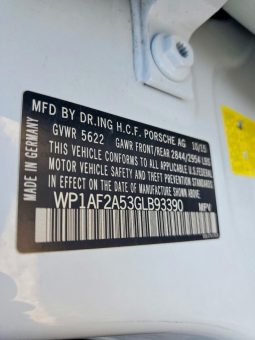 MFD BY DR.ING H.C.F. PORSCHE AG 10/15
GVWR 5622 GAWR FRONT/REAR 2844/2954 LBS
THIS VEHICLE CONFORMS TO ALL APPLICABLE U.S.FEDERAL
MOTOR VEHICLE SAFETY AND THEFT PREVENTION STANDARDS
IN EFFECT ON THE DATE OF MANUFACTURE SHOWN ABOVE
WP1AF2A53GLB93390 MPV
MADE IN GERMANY